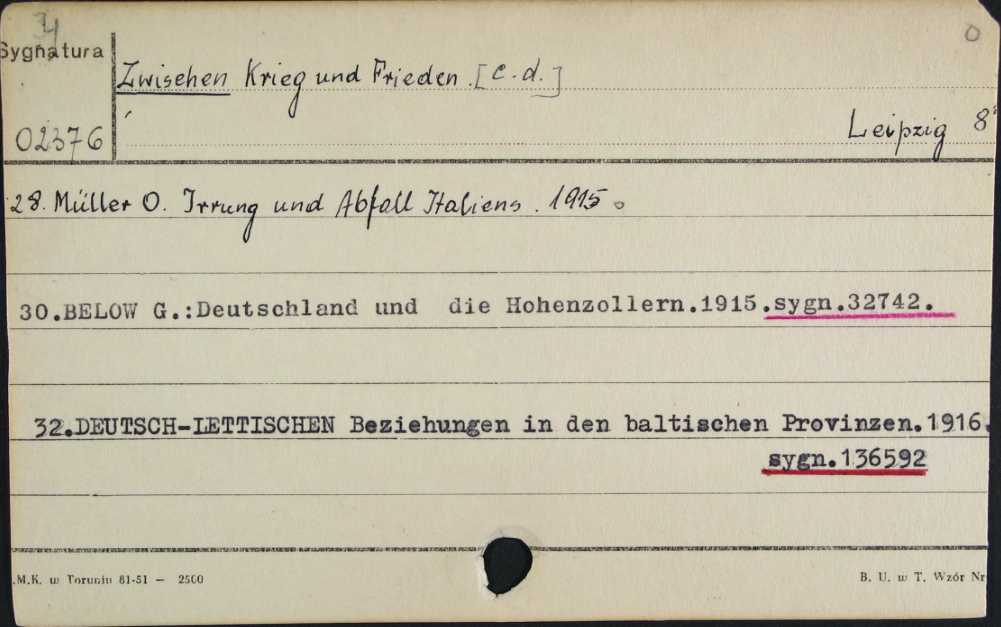 34
Sygnatura
Zwischen Krieg und Frieden. [c.d.]
02376
Leipzig 8°
28. Müller O. Irrung und Abfall Italiens. 1915.
30.BELOW G.:Deutschland und die Hohenzollern.1915.sygn.32742.
32.DEUTSCH-LETTISCHEN Beziehungen in den baltischen Provinzen.1916.
sygn.136592
.M.K. w Toruniu 81-51 — 2500
B. U. w T. Wzór Nr